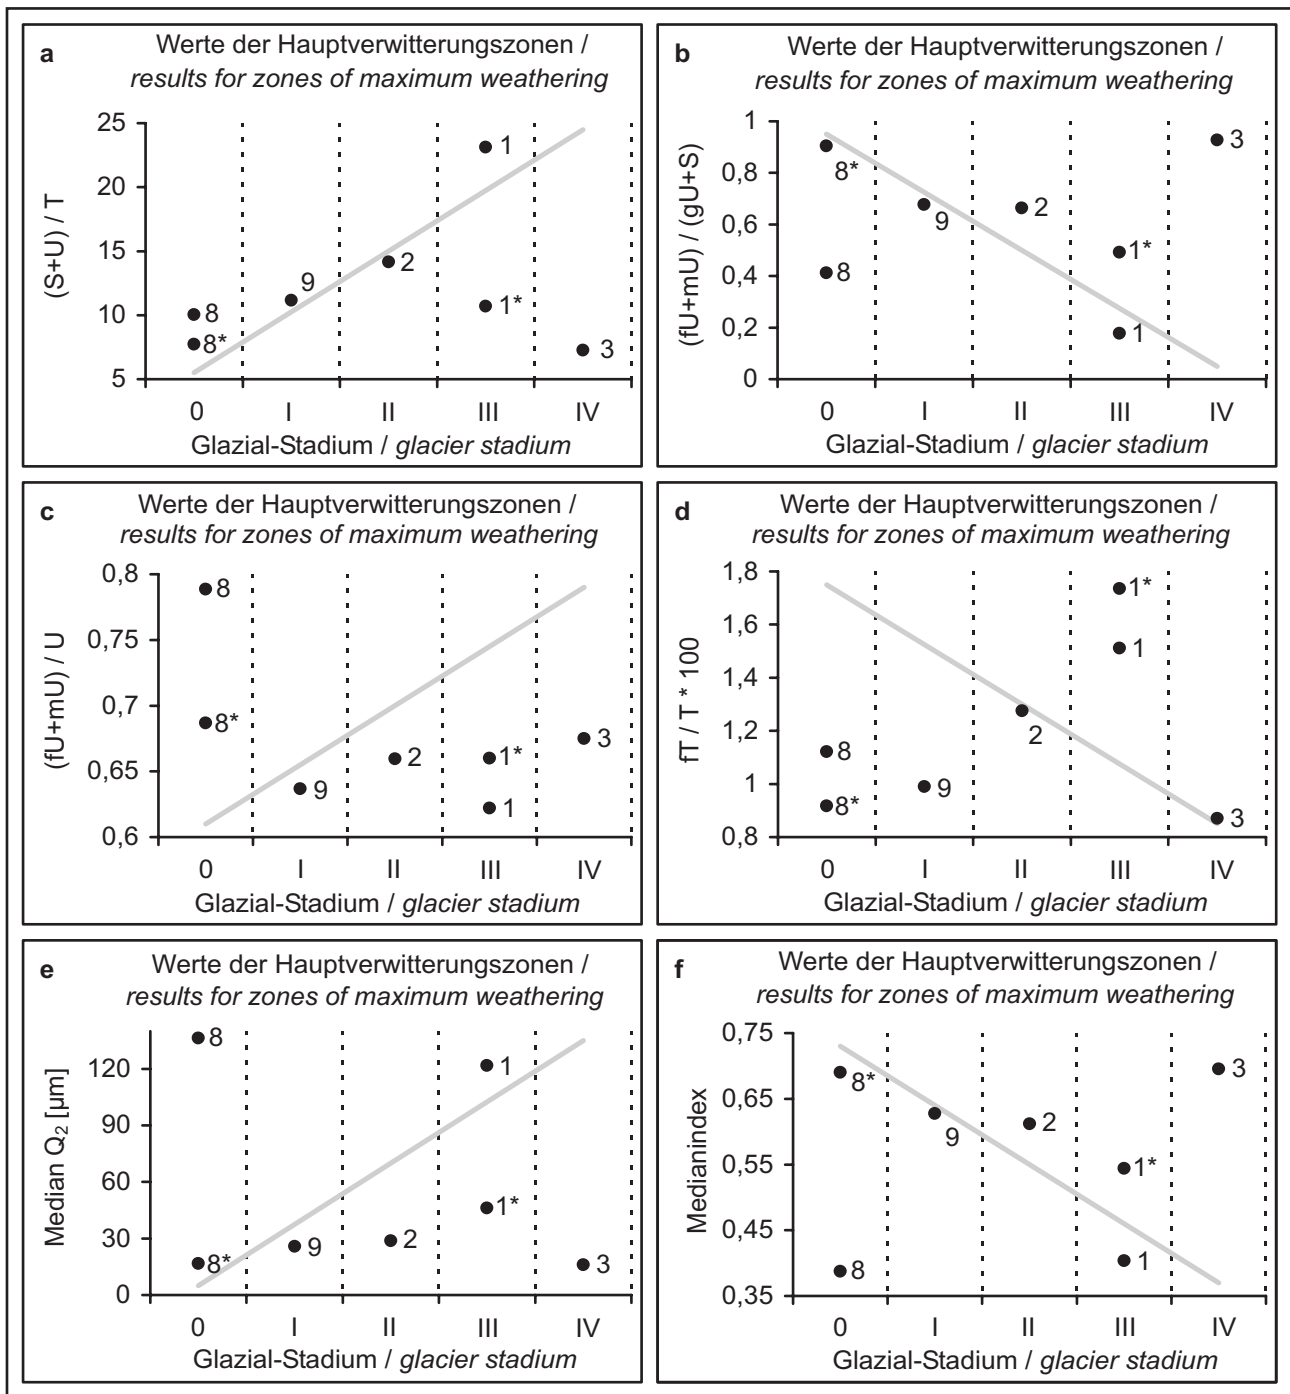 a
Werte der Hauptverwitterungszonen /
results for zones of maximum weathering
(S+U) / T
25
20
15
10
5
8
8*
9
2
1
1*
3
0 I II III IV
Glazial-Stadium / glacier stadium
b
Werte der Hauptverwitterungszonen /
results for zones of maximum weathering
(fU+mU) / (gU+S)
1
0,8
0,6
0,4
0,2
0
8*
8
9
2
1*
1
3
0 I II III IV
Glazial-Stadium / glacier stadium
c
Werte der Hauptverwitterungszonen /
results for zones of maximum weathering
(fU+mU) / U
0,8
0,75
0,7
0,65
0,6
8
8*
9
2
1*
1
3
0 I II III IV
Glazial-Stadium / glacier stadium
d
Werte der Hauptverwitterungszonen /
results for zones of maximum weathering
fT / T * 100
1,8
1,6
1,4
1,2
1
0,8
8
8*
9
2
1*
1
3
0 I II III IV
Glazial-Stadium / glacier stadium
e
Werte der Hauptverwitterungszonen /
results for zones of maximum weathering
Median Q₂ [µm]
120
90
60
30
0
8
8*
9
2
1
1*
3
0 I II III IV
Glazial-Stadium / glacier stadium
f
Werte der Hauptverwitterungszonen /
results for zones of maximum weathering
Medianindex
0,75
0,65
0,55
0,45
0,35
8*
8
9
2
1*
1
3
0 I II III IV
Glazial-Stadium / glacier stadium